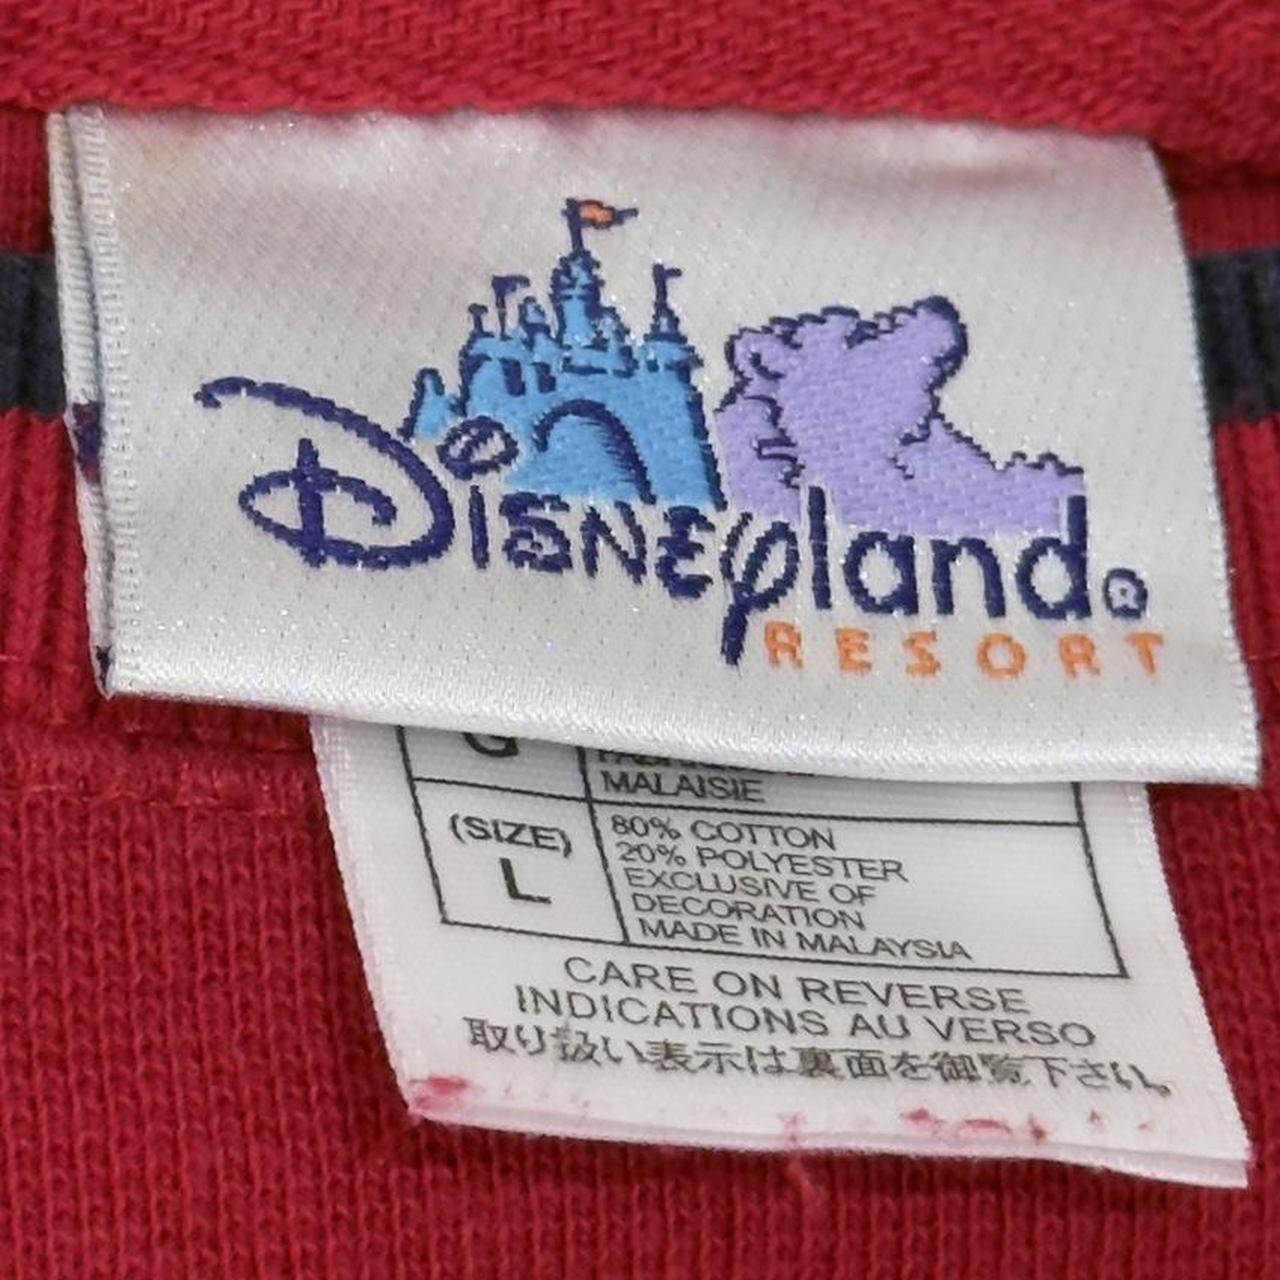 Disneyland®
RESORT
G
MALAISIE
(SIZE)
L
80% COTTON
20% POLYESTER
EXCLUSIVE OF
DECORATION
MADE IN MALAYSIA
CARE ON REVERSE
INDICATIONS AU VERSO
取り扱い表示は裏面を御覧下さい。